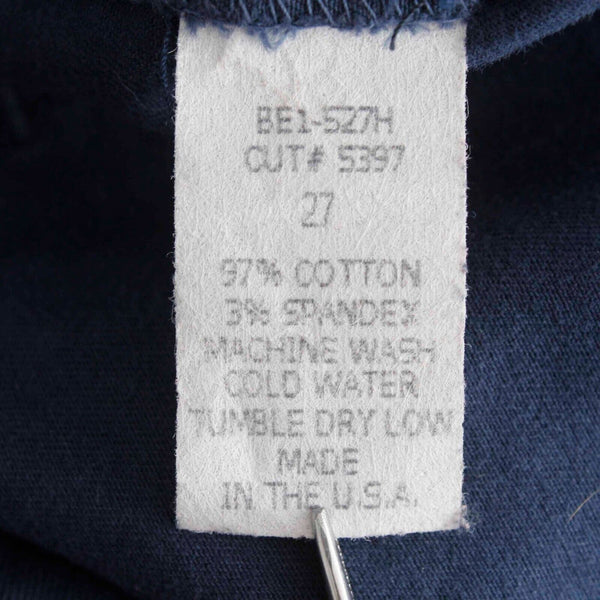 BE1-527H
CUT# 5397
27
97% COTTON
3% SPANDEX
MACHINE WASH
COLD WATER
TUMBLE DRY LOW
MADE
IN THE U.S.A.